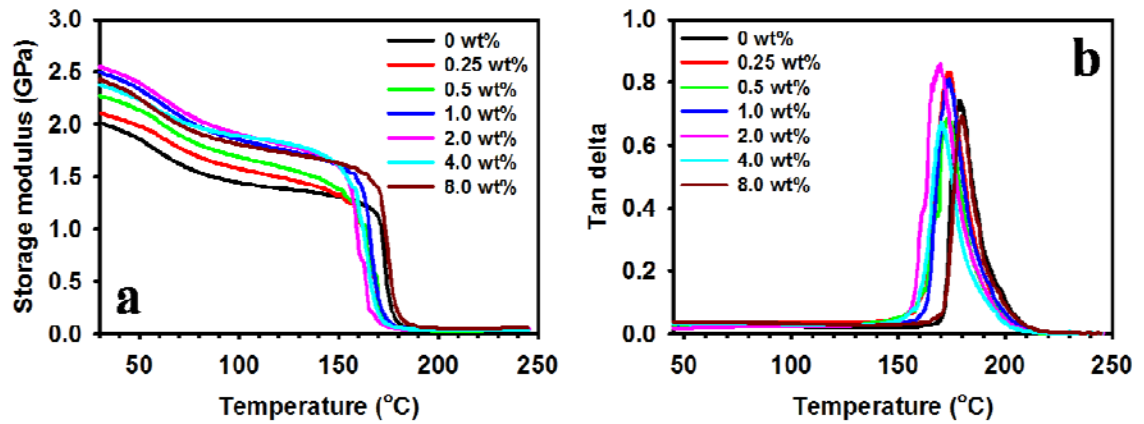 Storage modulus (GPa)
3.0
2.5
2.0
1.5
1.0
0.5
0.0
0 wt%
0.25 wt%
0.5 wt%
1.0 wt%
2.0 wt%
4.0 wt%
8.0 wt%
a
50 100 150 200 250
Temperature (°C)
Tan delta
1.0
0.8
0.6
0.4
0.2
0.0
0 wt%
0.25 wt%
0.5 wt%
1.0 wt%
2.0 wt%
4.0 wt%
8.0 wt%
b
50 100 150 200 250
Temperature (°C)